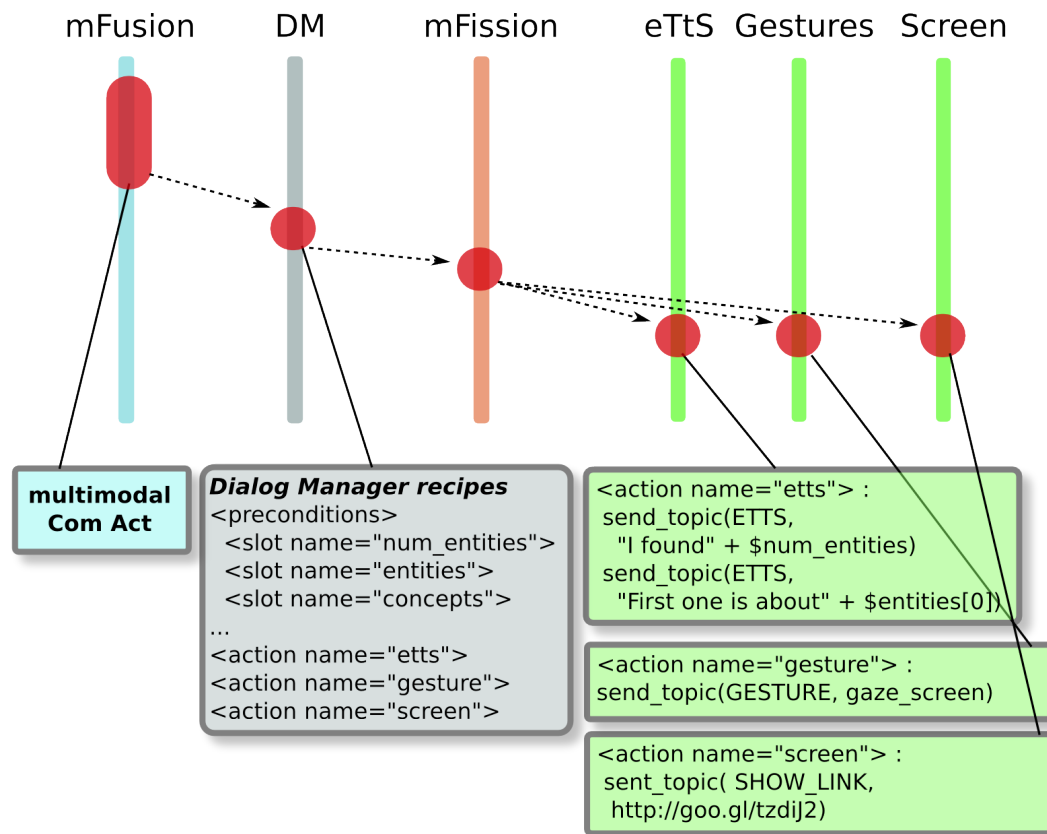 mFusion DM mFission eTtS Gestures Screen
multimodal
Com Act
Dialog Manager recipes
<preconditions>
<slot name="num_entities">
<slot name="entities">
<slot name="concepts">
...
<action name="etts">
<action name="gesture">
<action name="screen">
<action name="etts"> :
send_topic(ETTS,
"I found" + $num_entities)
send_topic(ETTS,
"First one is about" + $entities[0])
<action name="gesture"> :
send_topic(GESTURE, gaze_screen)
<action name="screen"> :
sent_topic( SHOW_LINK,
http://goo.gl/tzdiJ2)